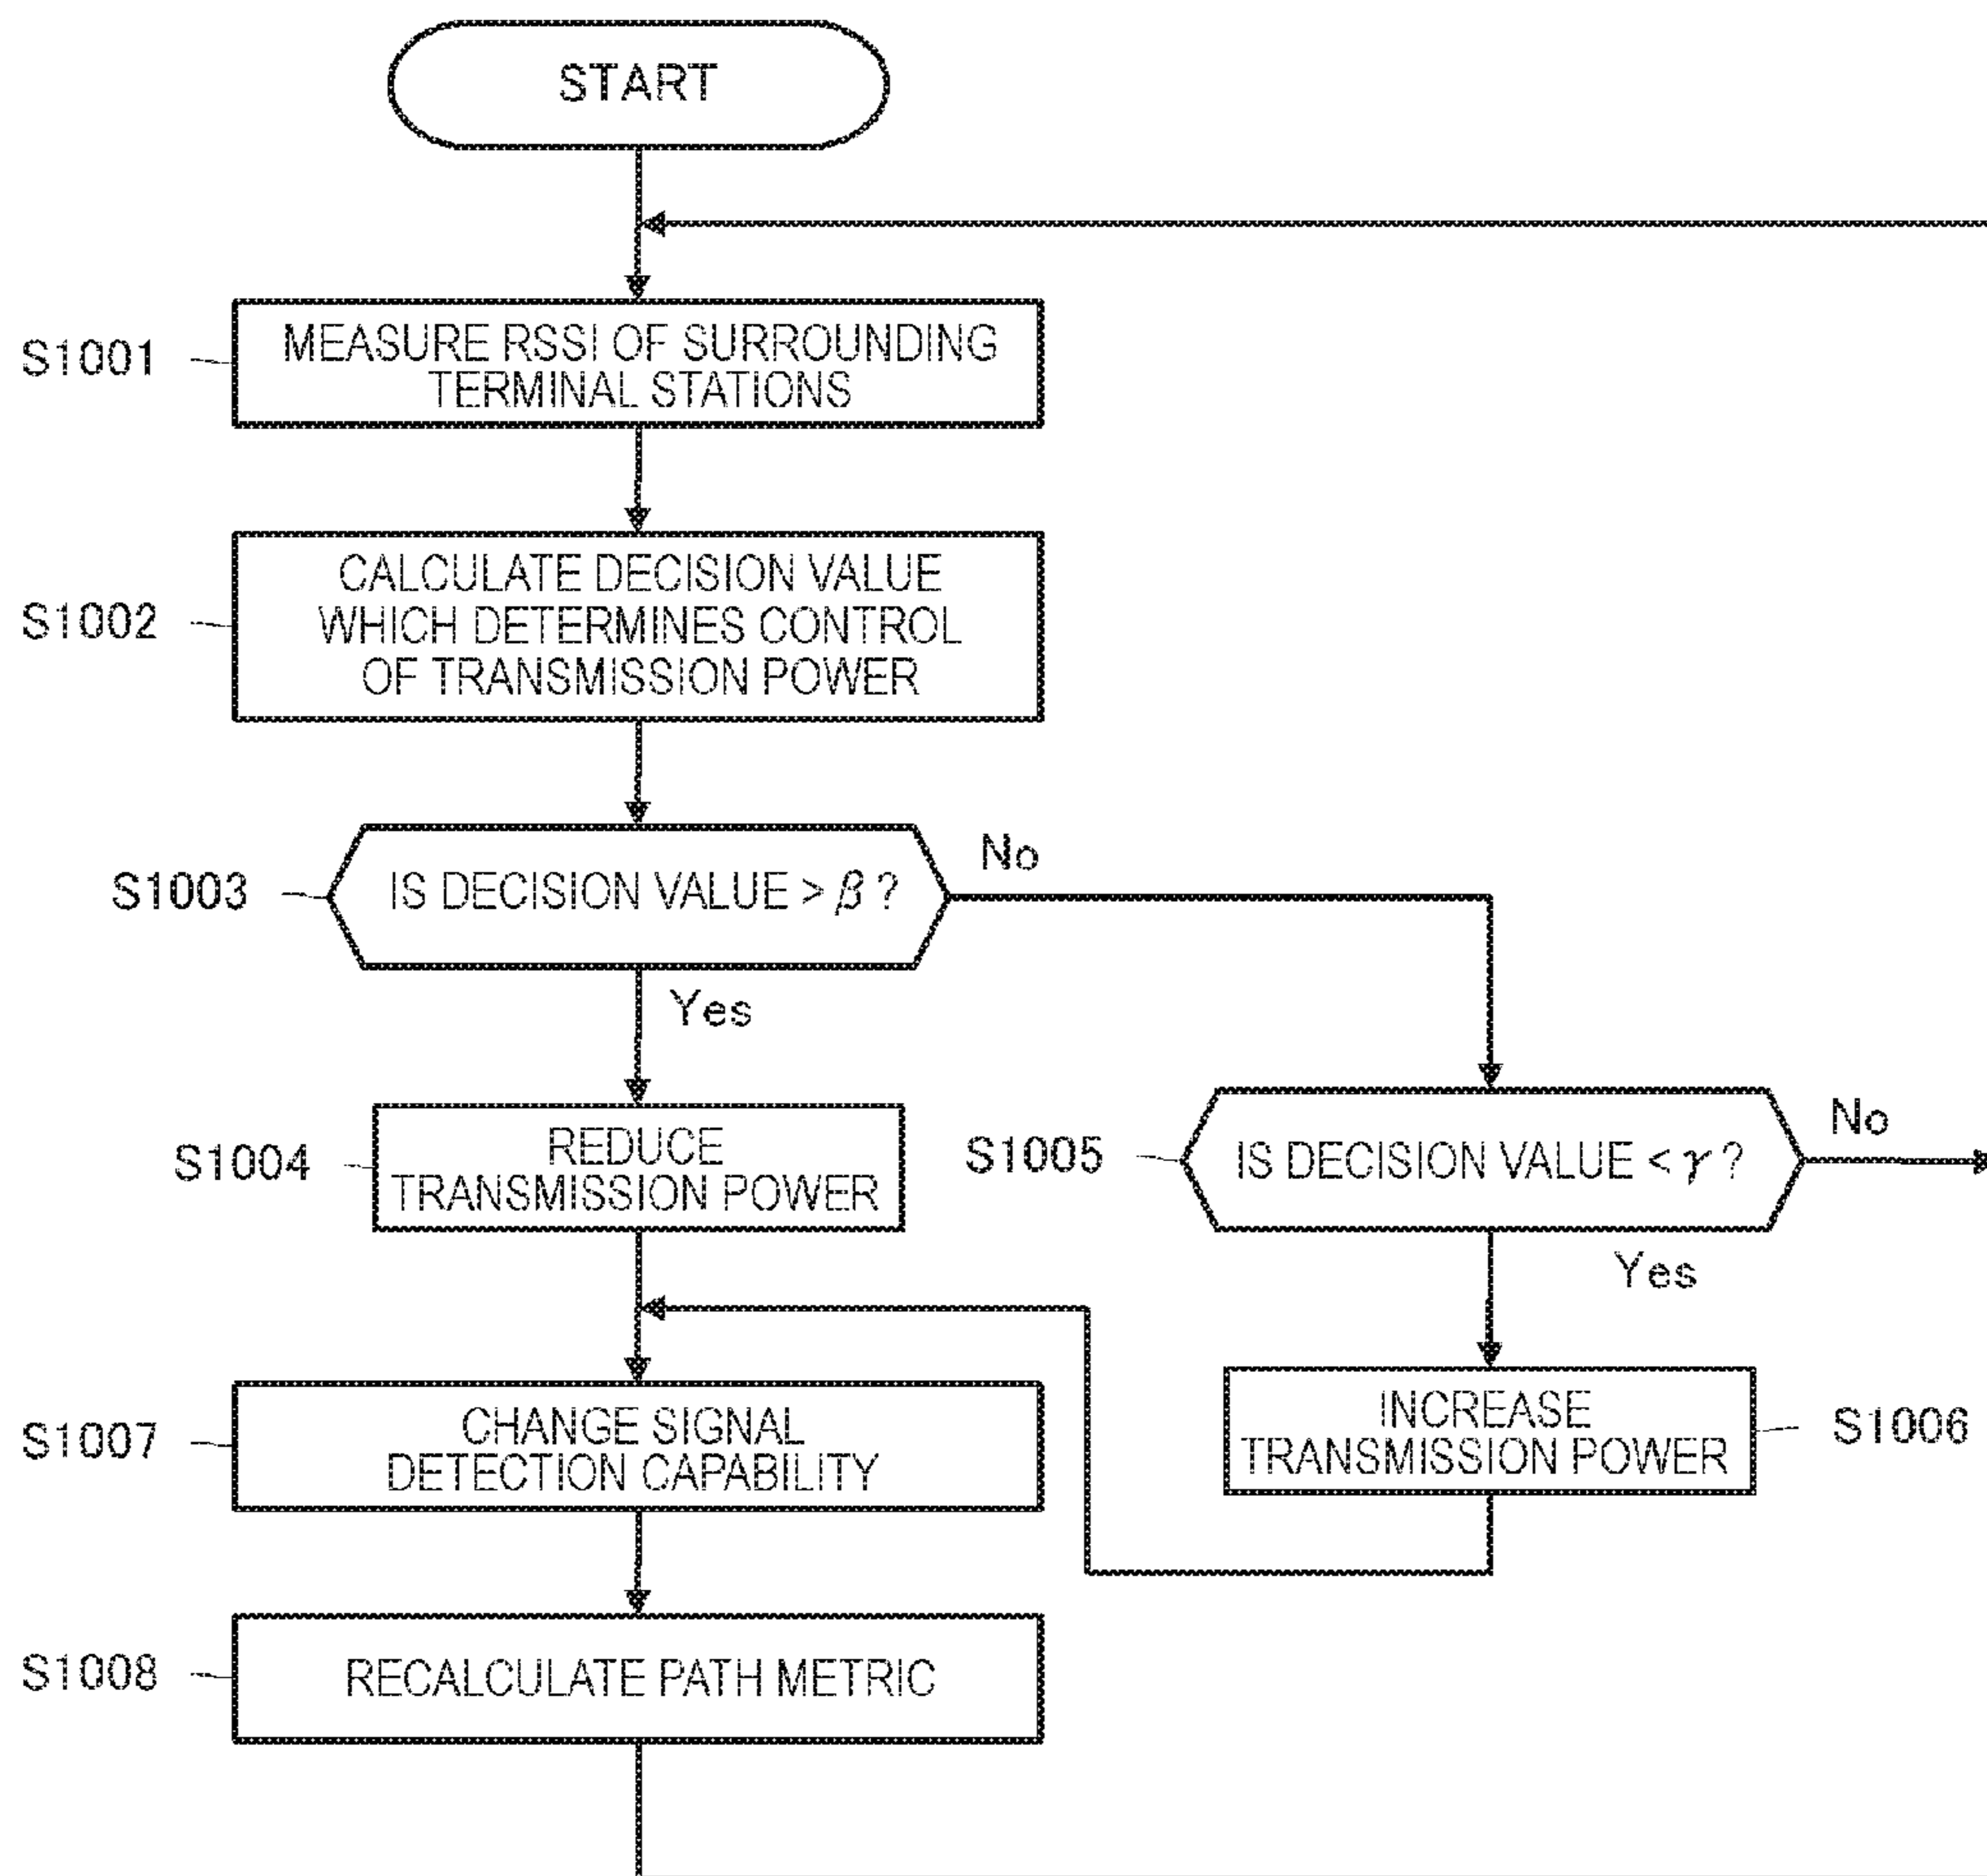 START
S1001
MEASURE RSSI OF SURROUNDING
TERMINAL STATIONS
S1002
CALCULATE DECISION VALUE
WHICH DETERMINES CONTROL
OF TRANSMISSION POWER
S1003
IS DECISION VALUE > β ?
No
Yes
S1004
REDUCE
TRANSMISSION POWER
S1005
IS DECISION VALUE < γ ?
No
Yes
S1006
INCREASE
TRANSMISSION POWER
S1007
CHANGE SIGNAL
DETECTION CAPABILITY
S1008
RECALCULATE PATH METRIC